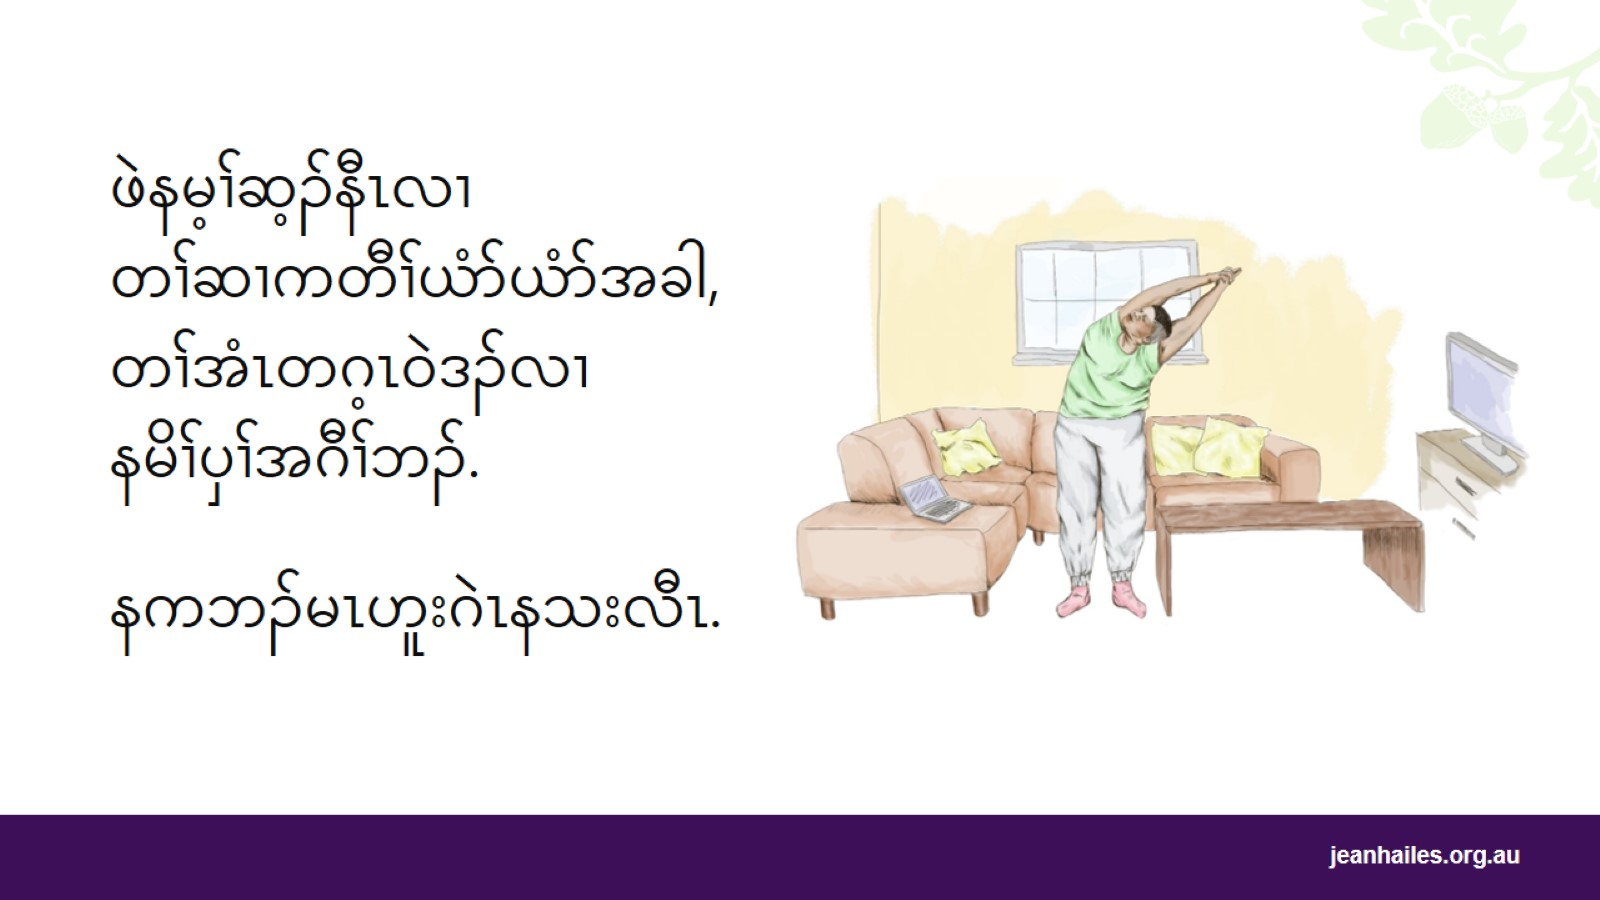 ဖဲနမ့ၢ်ဆ့ၣ်နီၤလၢ
တၢ်ဆၢကတီၢ်ယံာ်ယံာ်အခါ,
တၢ်အံၤတဂ့ၤဝဲဒၣ်လၢ
နမိၢ်ပှၢ်အဂီၢ်ဘၣ်.
နကဘၣ်မၤဟူးဂဲၤနသးလီၤ.
jeanhailes.org.au